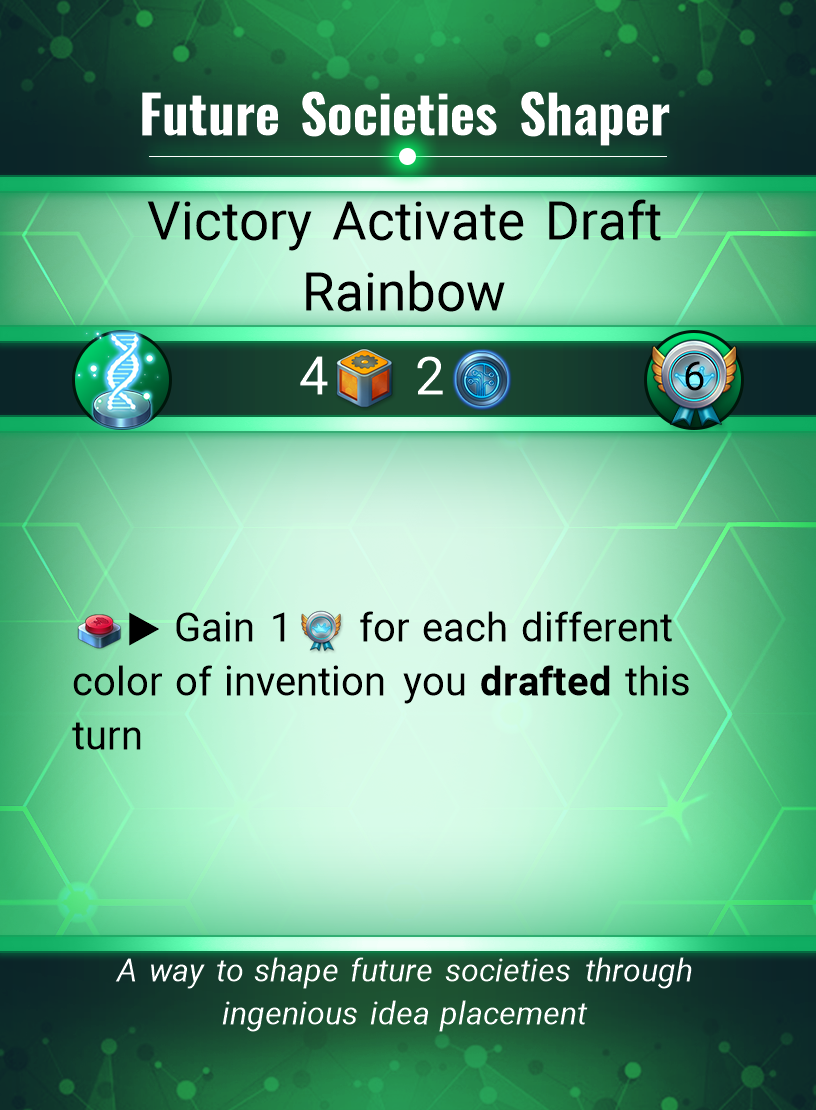 Future Societies Shaper
Victory Activate Draft
Rainbow
4 2 6
▶ Gain 1 for each different
color of invention you drafted this
turn
A way to shape future societies through
ingenious idea placement